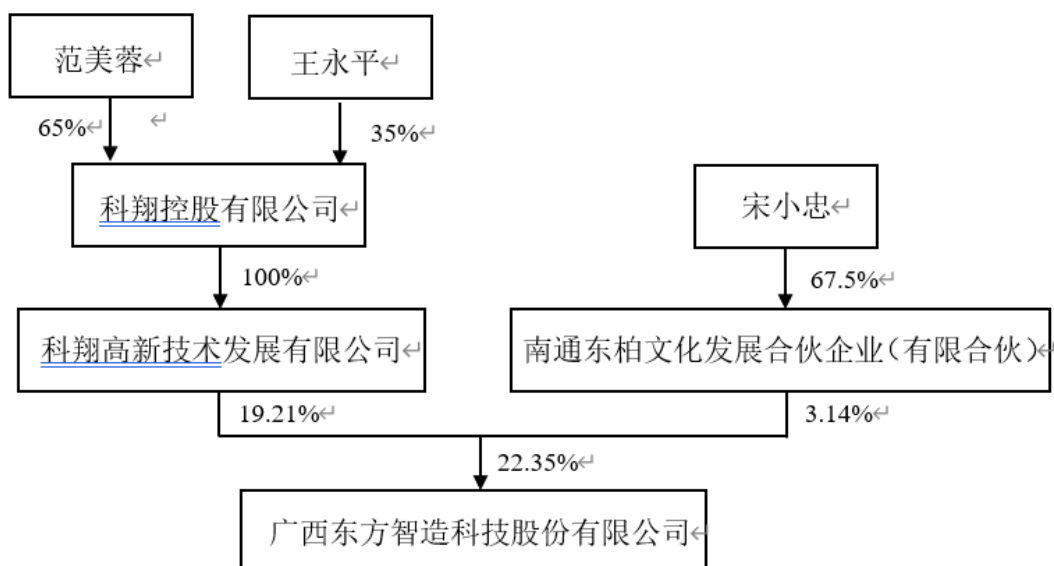 范美蓉
王永平
65%
35%
科翔控股有限公司
宋小忠
100%
67.5%
科翔高新技术发展有限公司
南通东柏文化发展合伙企业（有限合伙）
19.21%
3.14%
22.35%
广西东方智造科技股份有限公司